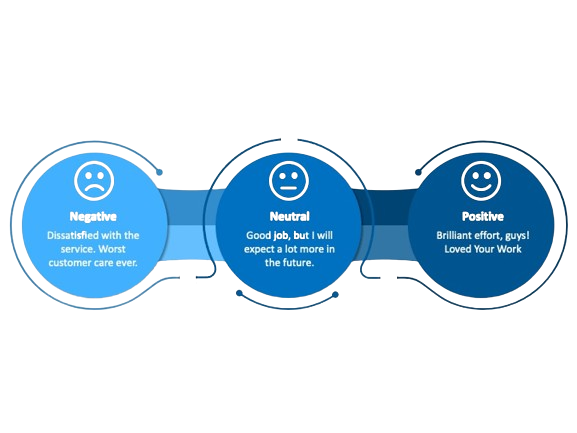 Negative
Dissatisfied with the
service. Worst
customer care ever.
Neutral
Good job, but I will
expect a lot more in
the future.
Positive
Brilliant effort, guys!
Loved Your Work